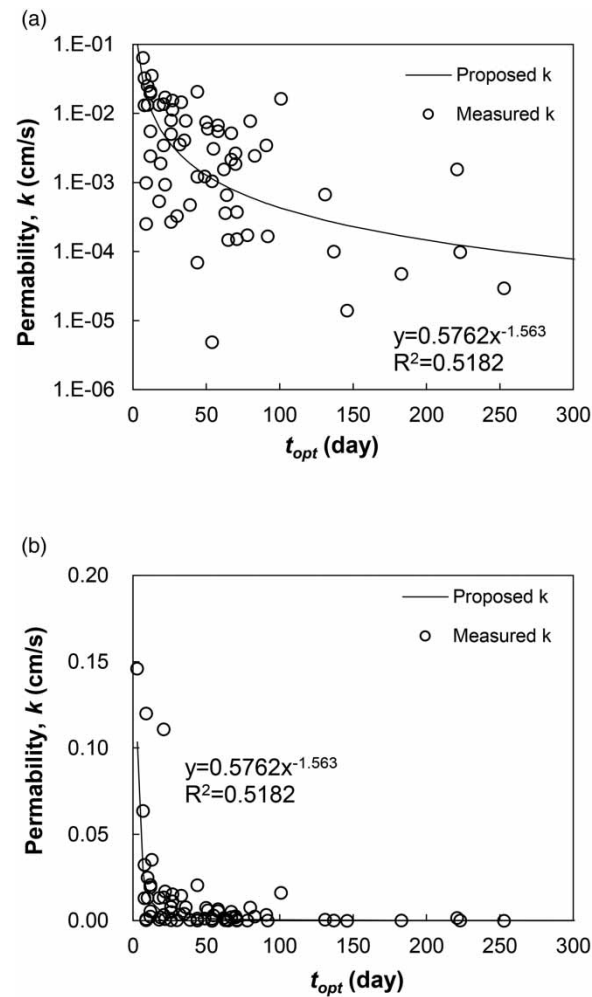 (a)
1.E-01
1.E-02
1.E-03
1.E-04
1.E-05
1.E-06
Permability, k (cm/s)
Proposed k
Measured k
y=0.5762x^-1.563
R²=0.5182
0 50 100 150 200 250 300
t_opt (day)
(b)
0.20
0.15
0.10
0.05
0.00
Permability, k (cm/s)
Proposed k
Measured k
y=0.5762x^-1.563
R²=0.5182
0 50 100 150 200 250 300
t_opt (day)